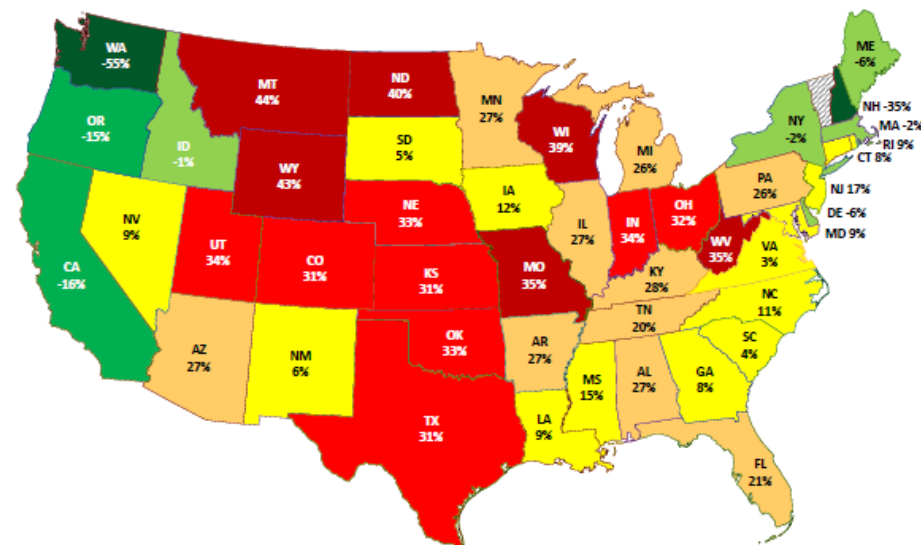 WA
-55%
MT
44%
ND
40%
MN
27%
ME
-6%
NH -35%
MA -2%
RI 9%
CT 8%
NY
-2%
OR
-15%
ID
-1%
SD
5%
WI
39%
MI
26%
WY
43%
PA
26%
NJ 17%
DE -6%
MD 9%
IA
12%
NE
33%
NV
9%
UT
34%
CO
31%
IL
27%
IN
34%
OH
32%
WV
35%
VA
3%
CA
-16%
KS
31%
MO
35%
KY
28%
NC
11%
TN
20%
AZ
27%
NM
6%
OK
33%
AR
27%
SC
4%
MS
15%
AL
27%
GA
8%
TX
31%
LA
9%
FL
21%